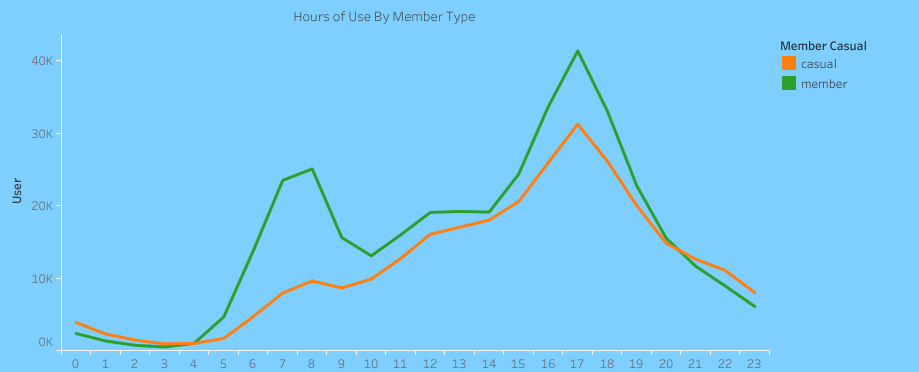 Hours of Use By Member Type
Member Casual
casual
member
User
40K
30K
20K
10K
0K
0 1 2 3 4 5 6 7 8 9 10 11 12 13 14 15 16 17 18 19 20 21 22 23